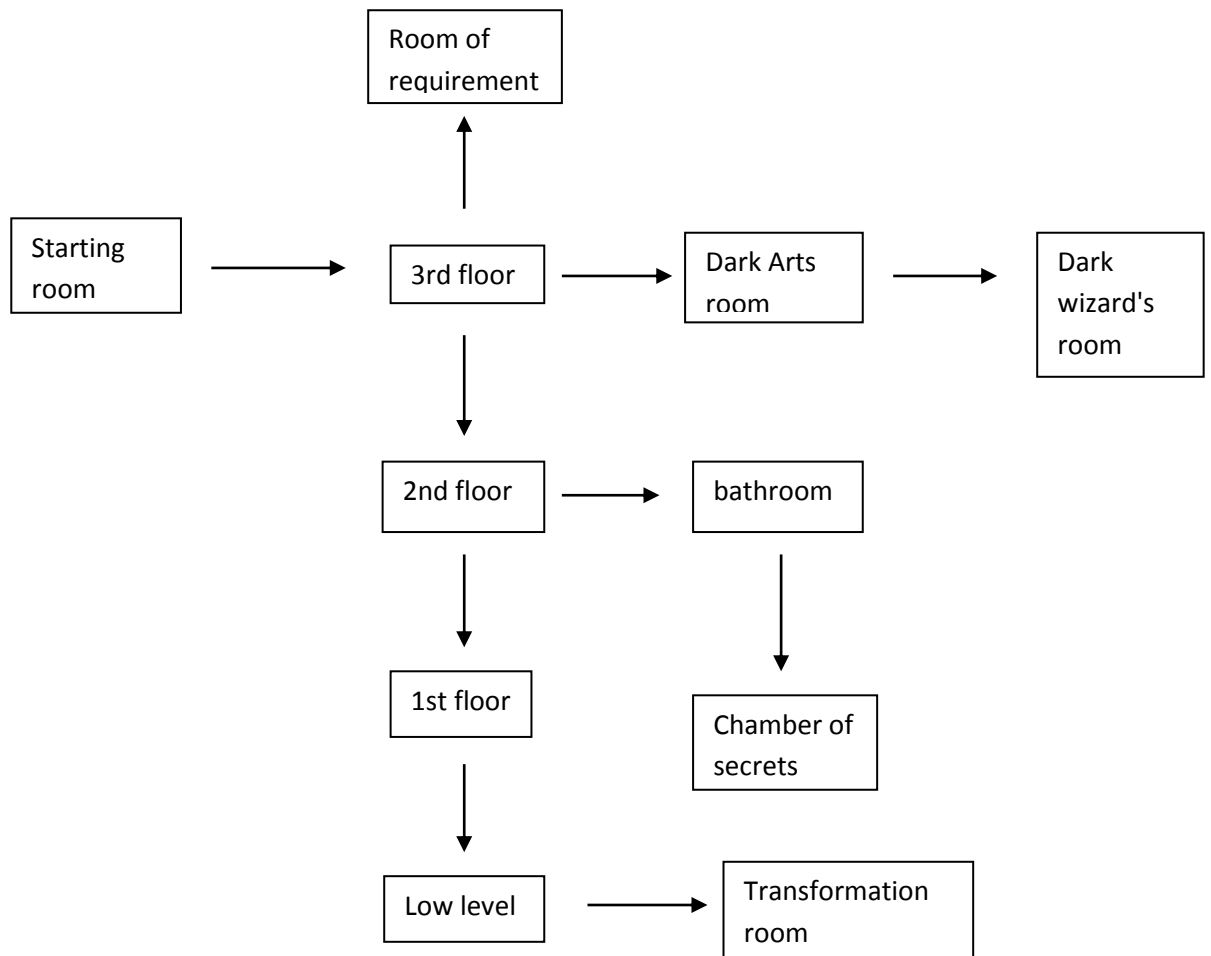 Room of
requirement
Starting
room
3rd floor
Dark Arts
room
Dark
wizard's
room
2nd floor
bathroom
1st floor
Chamber of
secrets
Low level
Transformation
room